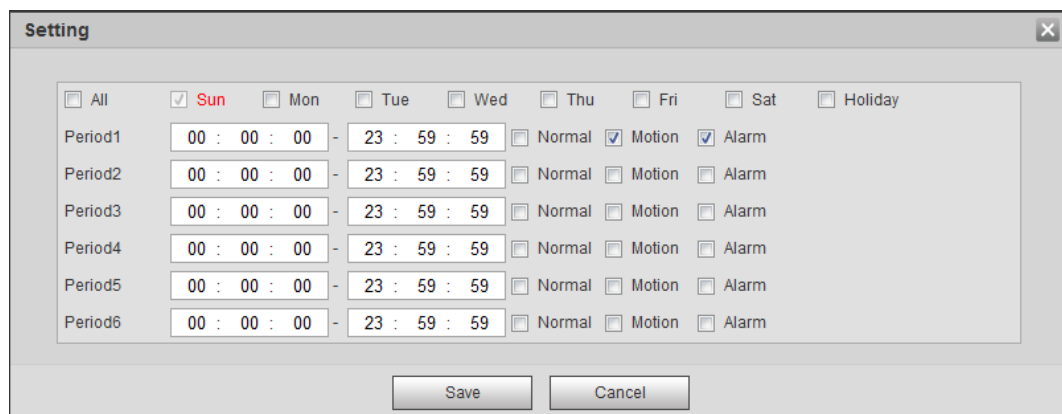 Setting
All Sun Mon Tue Wed Thu Fri Sat Holiday
Period1 00 : 00 : 00 - 23 : 59 : 59 Normal Motion Alarm
Period2 00 : 00 : 00 - 23 : 59 : 59 Normal Motion Alarm
Period3 00 : 00 : 00 - 23 : 59 : 59 Normal Motion Alarm
Period4 00 : 00 : 00 - 23 : 59 : 59 Normal Motion Alarm
Period5 00 : 00 : 00 - 23 : 59 : 59 Normal Motion Alarm
Period6 00 : 00 : 00 - 23 : 59 : 59 Normal Motion Alarm
Save Cancel